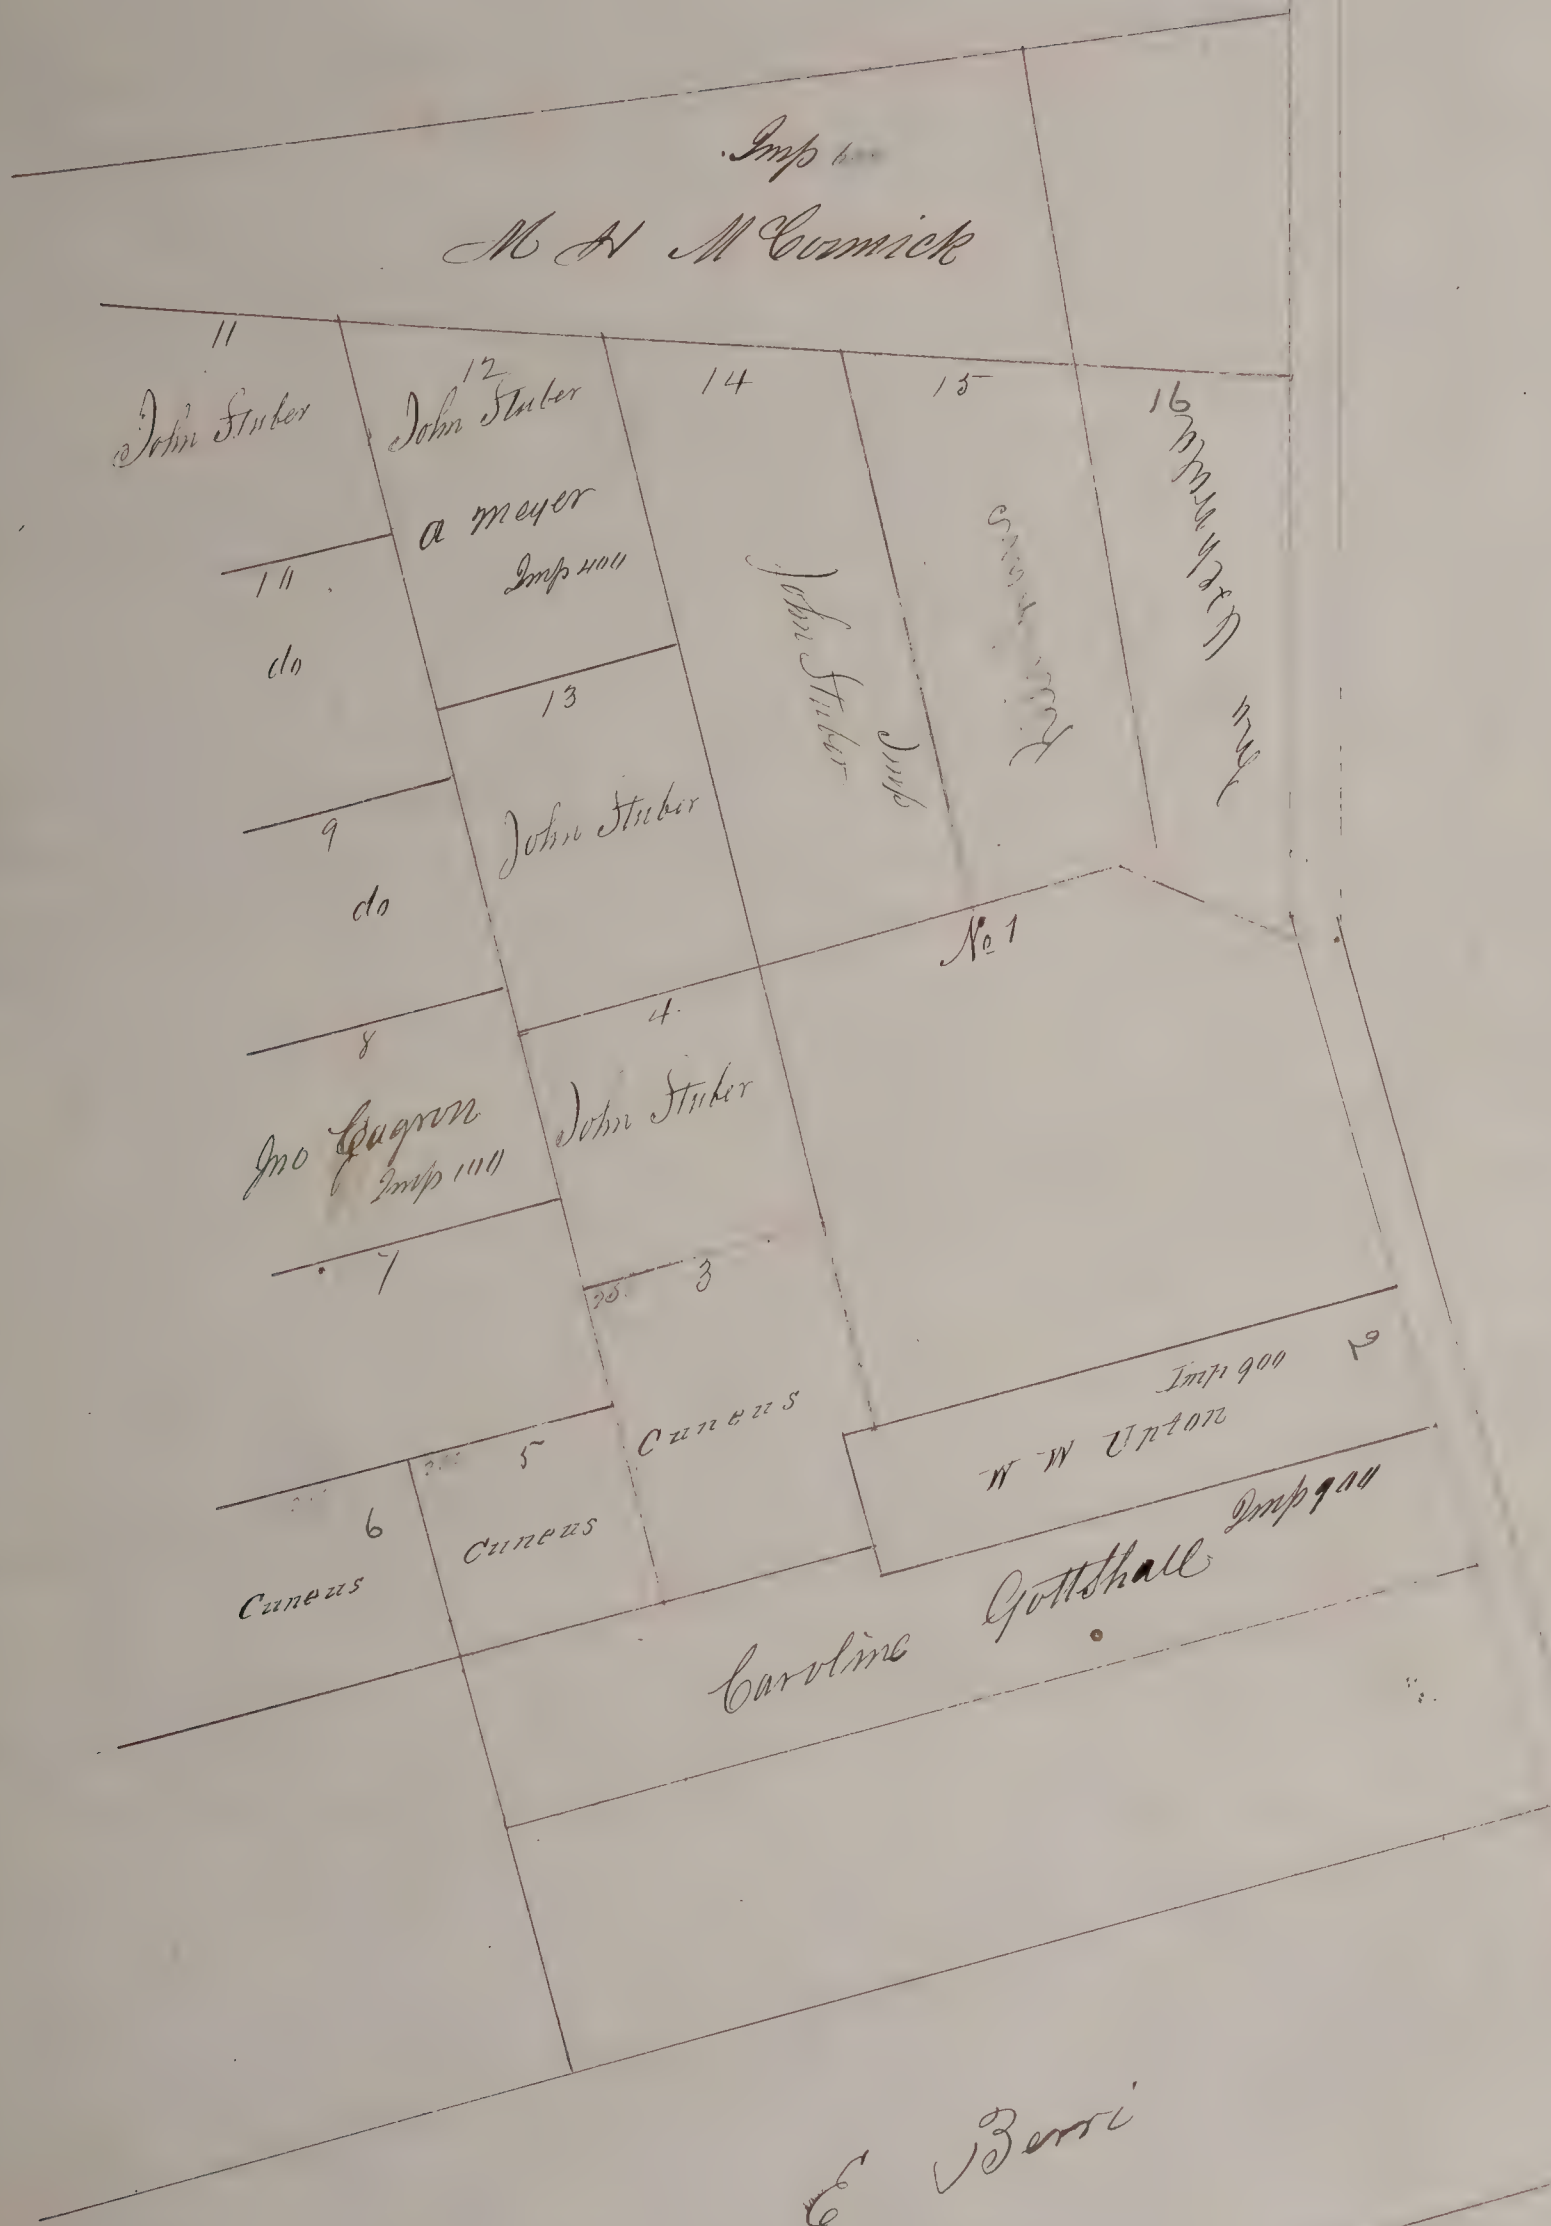 Imp
M H McCormick
11
John Stuber
12
John Stuber
a meyer
Imp 400
14
John Stuber
Imp
15
16
10
do
13
John Stuber
9
do
No 1
8
Jno
Imp 100
4
John Stuber
7
3
Cuneus
2
Imp 900
W W Upton
5
Cuneus
6
Cuneus
Caroline Gottshall
Imp 900
E Berri